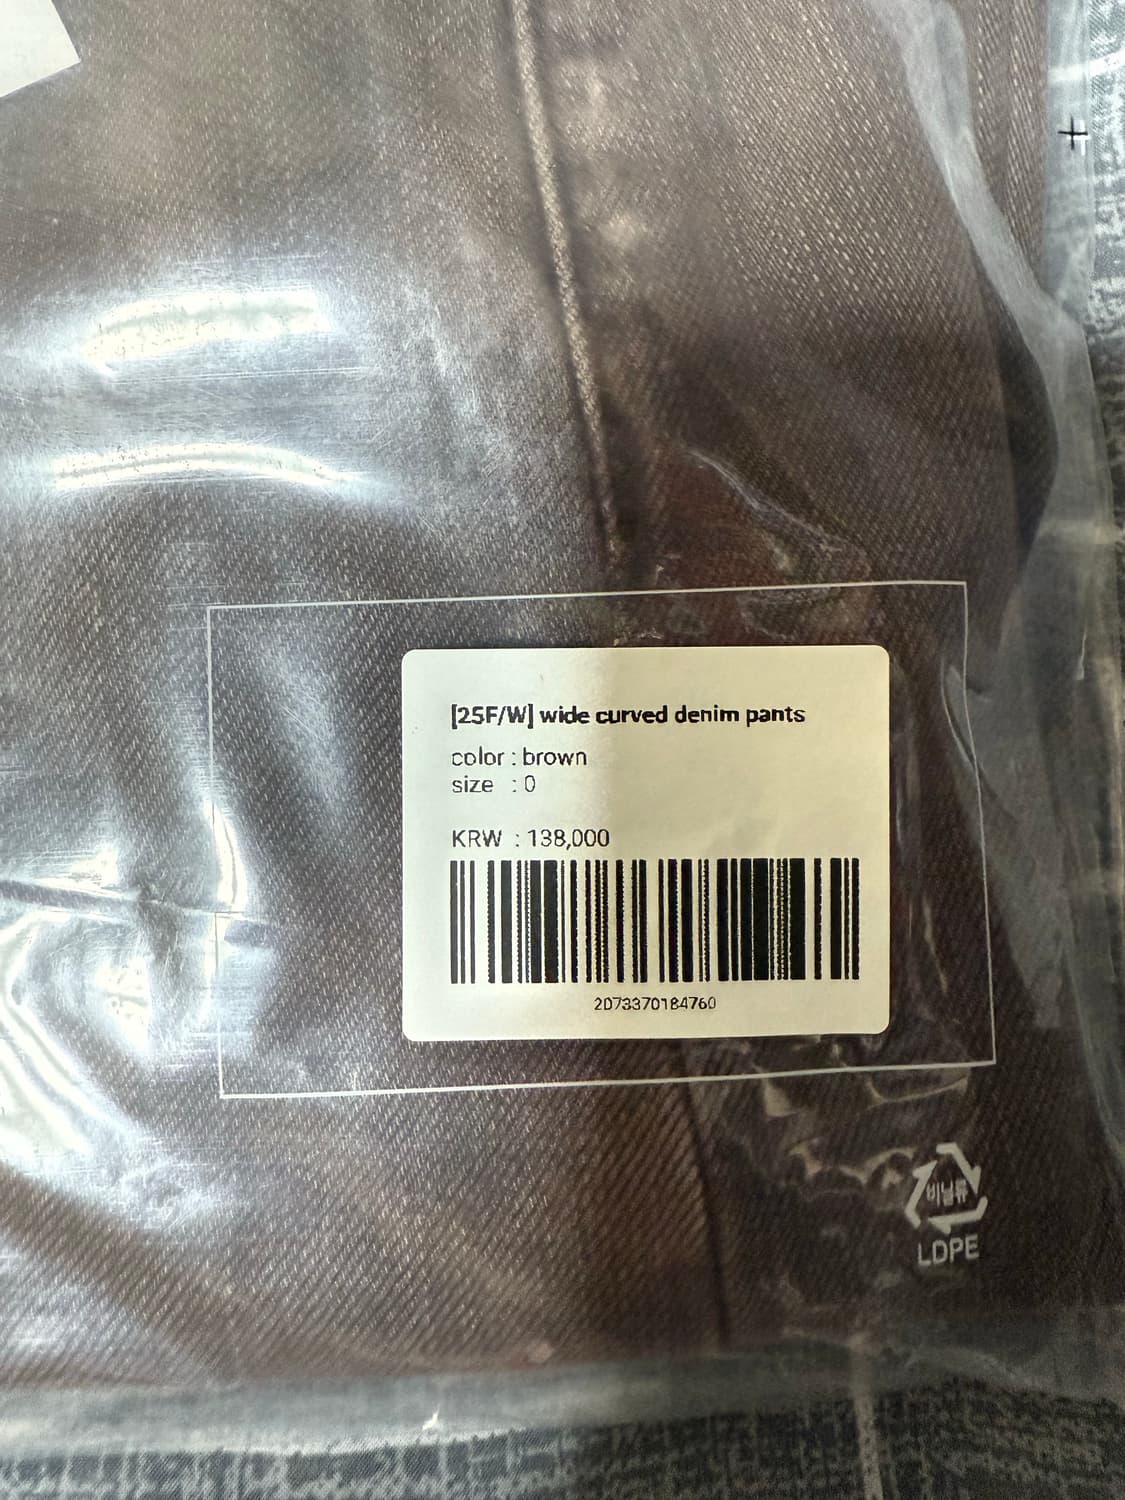 [25F/W] wide curved denim pants
color : brown
size : 0
KRW : 138,000
2073370184760
비닐류
LDPE